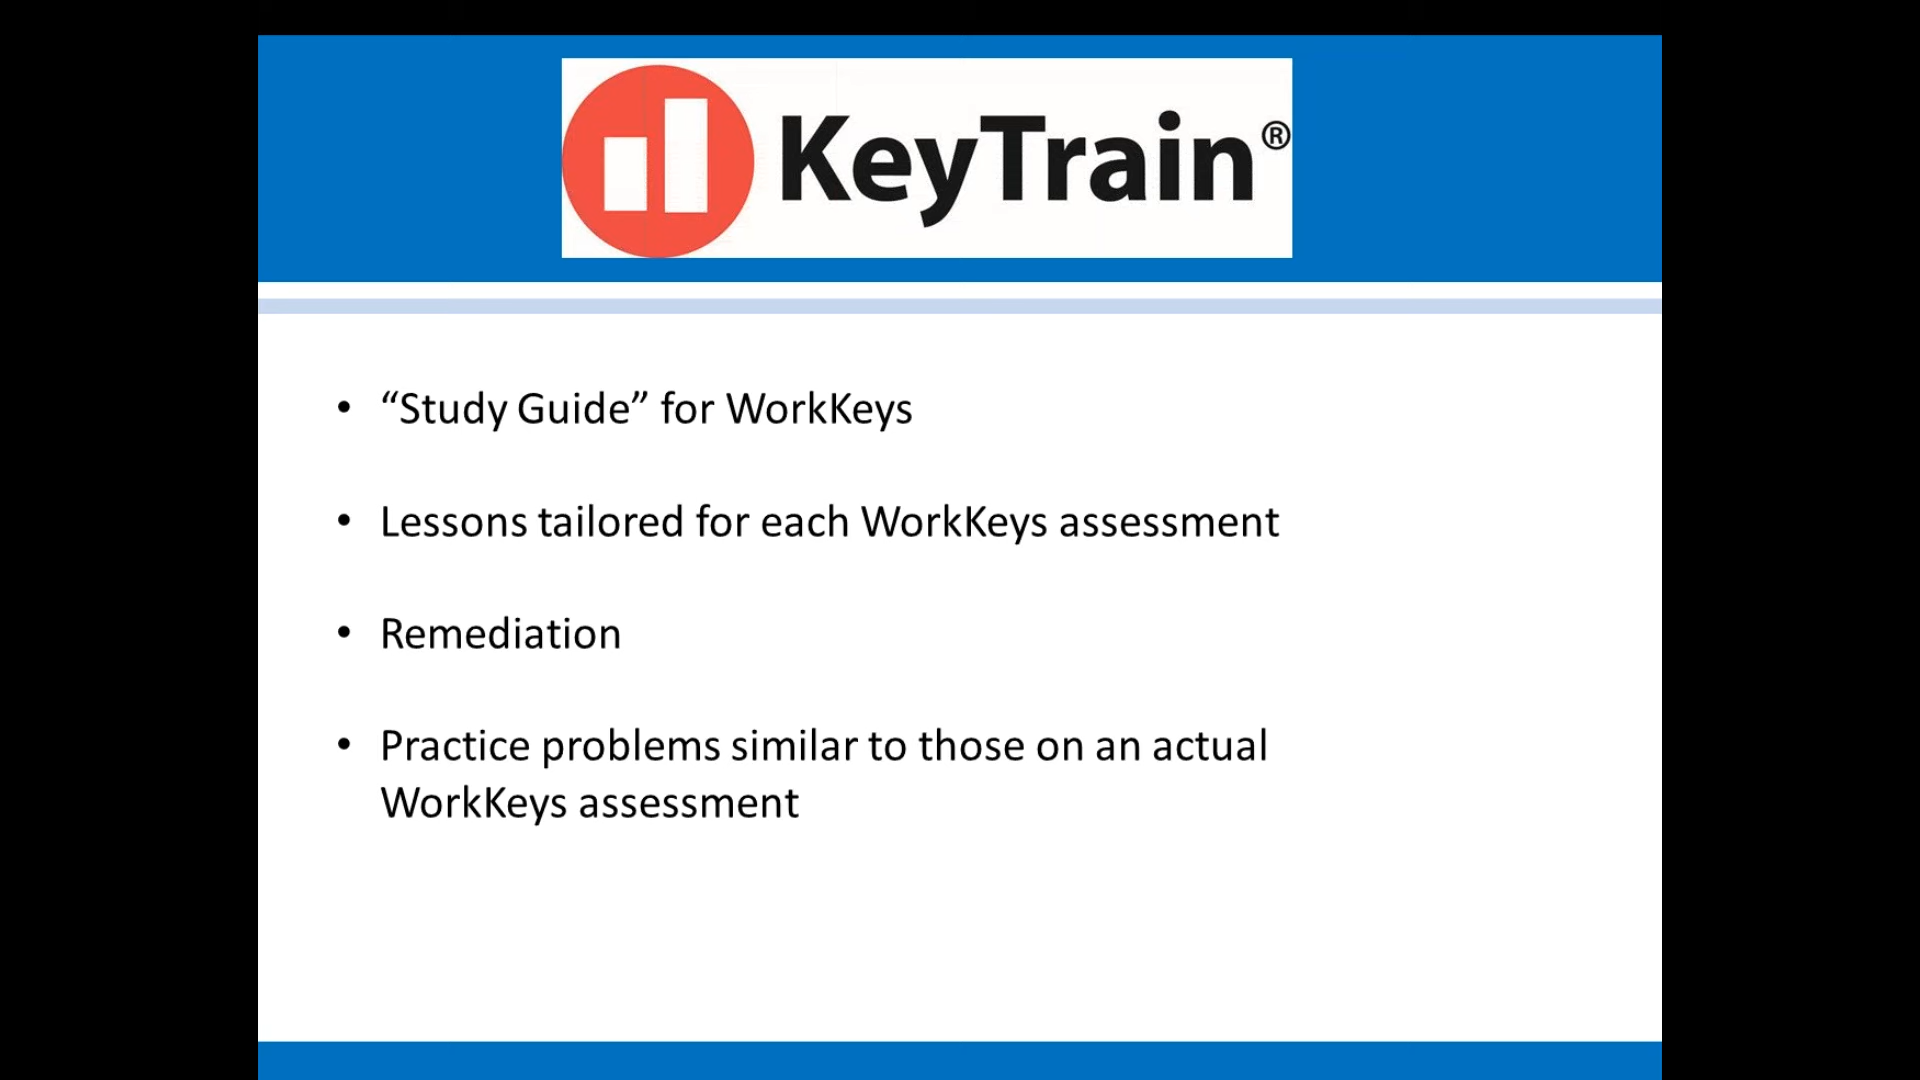 KeyTrain®
• “Study Guide” for WorkKeys
• Lessons tailored for each WorkKeys assessment
• Remediation
• Practice problems similar to those on an actual
WorkKeys assessment